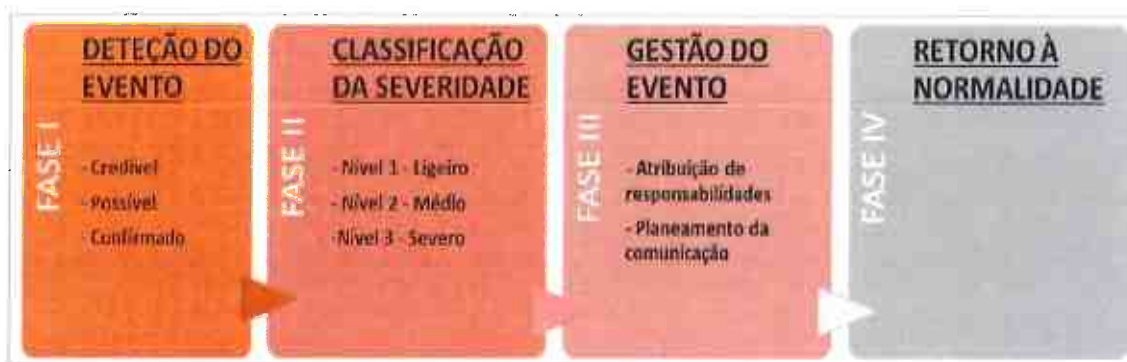 FASE I
DETEÇÃO DO
EVENTO
- Credível
- Possível
- Confirmado
FASE II
CLASSIFICAÇÃO
DA SEVERIDADE
- Nível 1 - Ligeiro
- Nível 2 - Médio
-Nível 3 - Severo
FASE III
GESTÃO DO
EVENTO
- Atribuição de
responsabilidades
- Planeamento da
comunicação
FASE IV
RETORNO À
NORMALIDADE